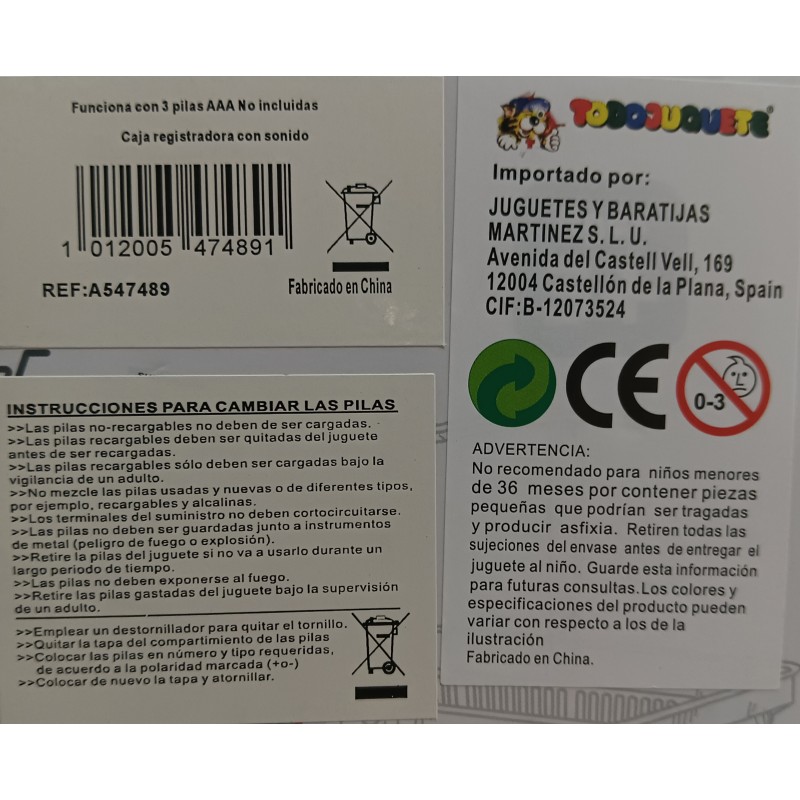 Funciona con 3 pilas AAA No incluidas
Caja registradora con sonido
1 012005 474891
REF:A547489
Fabricado en China
INSTRUCCIONES PARA CAMBIAR LAS PILAS
>>Las pilas no-recargables no deben de ser cargadas.
>>Las pilas recargables deben ser quitadas del juguete
antes de ser recargadas.
>>Las pilas recargables sólo deben ser cargadas bajo la
vigilancia de un adulto.
>>No mezcle las pilas usadas y nuevas o de diferentes tipos,
por ejemplo, recargables y alcalinas.
>>Los terminales del suministro no deben cortocircuitarse.
>>Las pilas no deben ser guardadas junto a instrumentos
de metal (peligro de fuego o explosión).
>>Retire la pilas del juguete si no va a usarlo durante un
largo periodo de tiempo.
>>Las pilas no deben exponerse al fuego.
>>Retire las pilas gastadas del juguete bajo la supervisión
de un adulto.
>>Emplear un destornillador para quitar el tornillo.
>>Quitar la tapa del compartimiento de las pilas
>>Colocar las pilas en número y tipo requeridas,
de acuerdo a la polaridad marcada (+o-)
>>Colocar de nuevo la tapa y atornillar.
TODOJUGUETE®
Importado por:
JUGUETES Y BARATIJAS
MARTINEZ S. L. U.
Avenida del Castell Vell, 169
12004 Castellón de la Plana, Spain
CIF:B-12073524
CE
0-3
ADVERTENCIA:
No recomendado para niños menores
de 36 meses por contener piezas
pequeñas que podrían ser tragadas
y producir asfixia. Retiren todas las
sujeciones del envase antes de entregar el
juguete al niño. Guarde esta información
para futuras consultas.Los colores y
especificaciones del producto pueden
variar con respecto a los de la
ilustración
Fabricado en China.